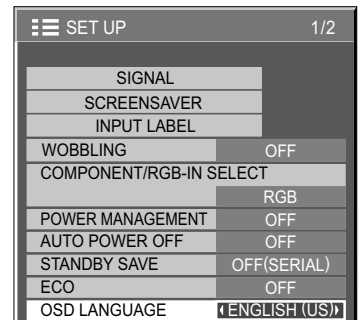 SET UP 1/2
SIGNAL
SCREENSAVER
INPUT LABEL
WOBBLING OFF
COMPONENT/RGB-IN SELECT
RGB
POWER MANAGEMENT OFF
AUTO POWER OFF OFF
STANDBY SAVE OFF(SERIAL)
ECO OFF
OSD LANGUAGE ENGLISH (US)